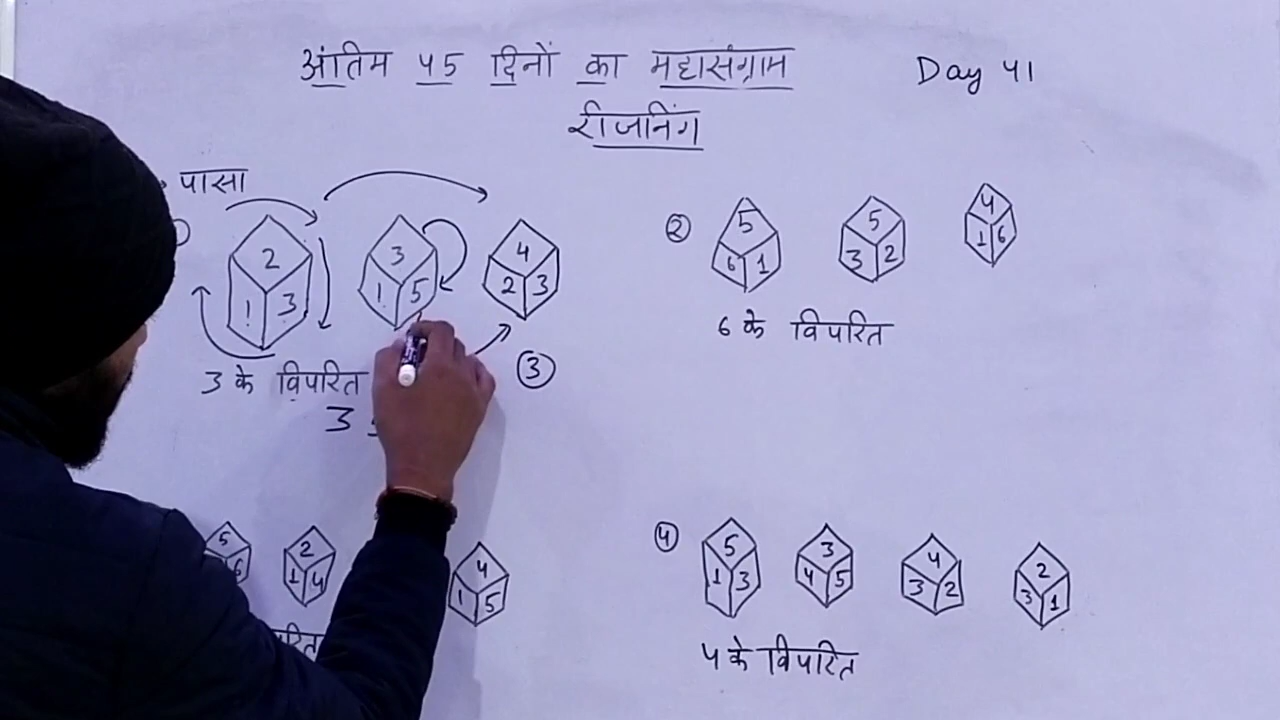 अंतिम 45 दिनों का महासंग्राम Day 41
रीजनिंग
पासा
2 1 3
3 1 5
4 2 3
3 के विपरित
3
③
② 5 6 1
5 3 2
4 1 6
6 के विपरित
5 6
2 1 4
4 1 5
④ 5 1 3
3 4 5
4 3 2
2 3 1
4 के विपरित